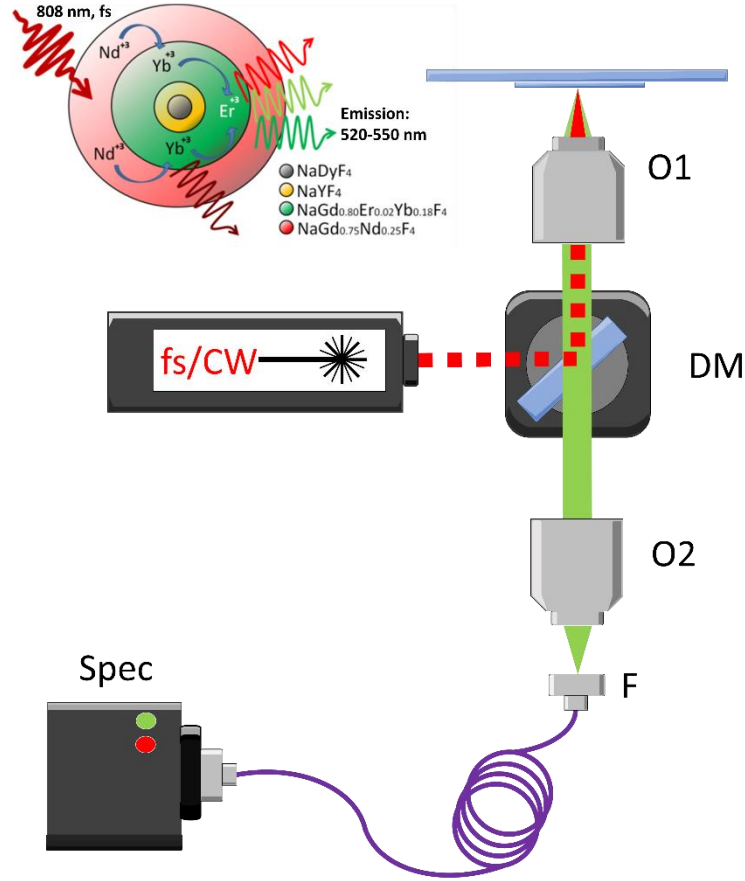 808 nm, fs
Nd+3
Yb+3
Er+3
Nd+3
Yb+3
Emission:
520-550 nm
NaDyF4
NaYF4
NaGd0.80Er0.02Yb0.18F4
NaGd0.75Nd0.25F4
O1
fs/CW
DM
O2
F
Spec